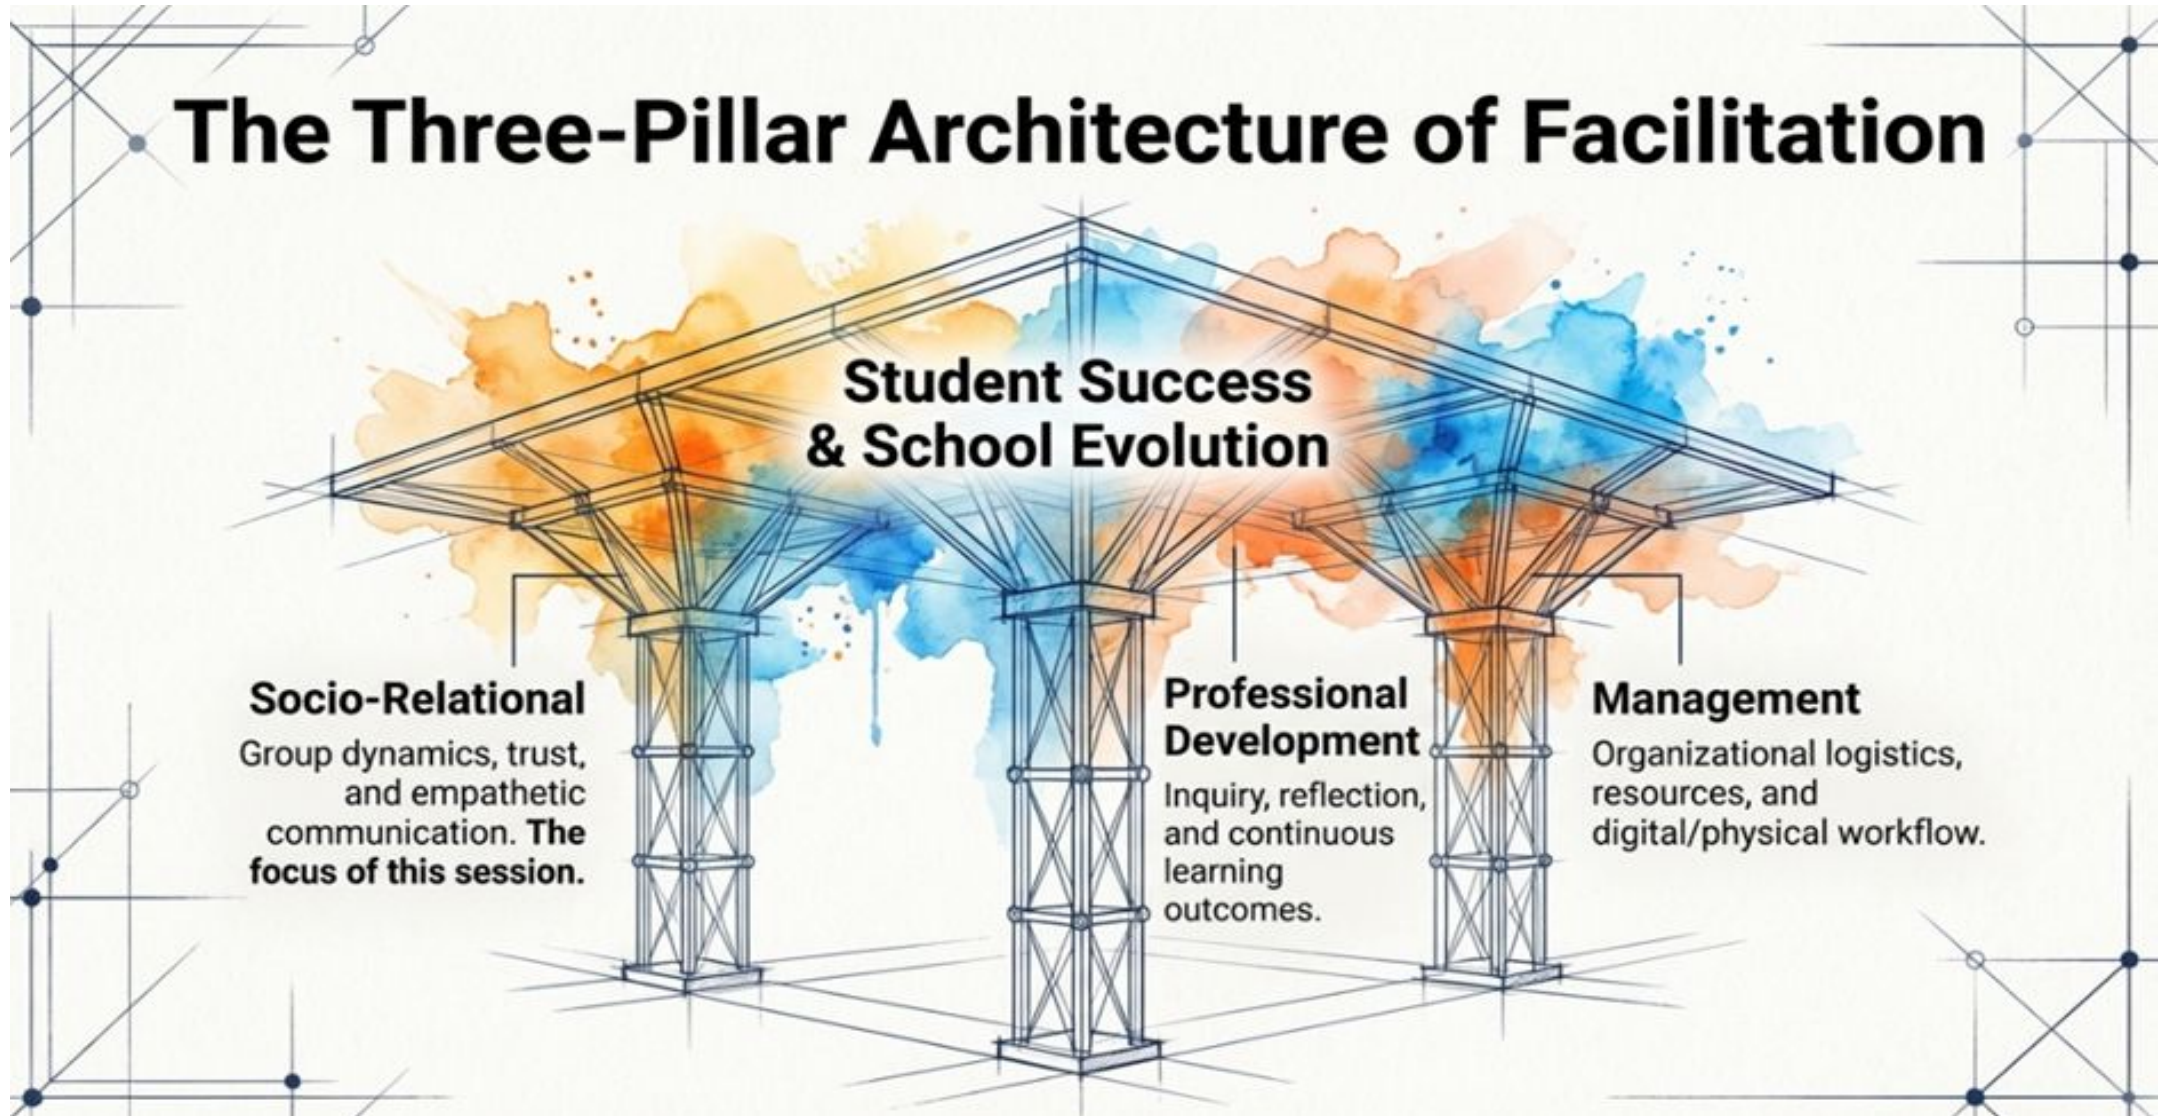 The Three-Pillar Architecture of Facilitation
Student Success
& School Evolution
Socio-Relational
Group dynamics, trust,
and empathetic
communication. The
focus of this session.
Professional
Development
Inquiry, reflection,
and continuous
learning
outcomes.
Management
Organizational logistics,
resources, and
digital/physical workflow.